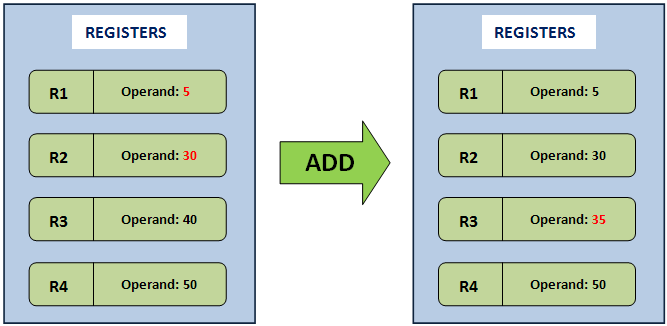 REGISTERS
R1 Operand: 5
R2 Operand: 30
R3 Operand: 40
R4 Operand: 50
ADD
REGISTERS
R1 Operand: 5
R2 Operand: 30
R3 Operand: 35
R4 Operand: 50